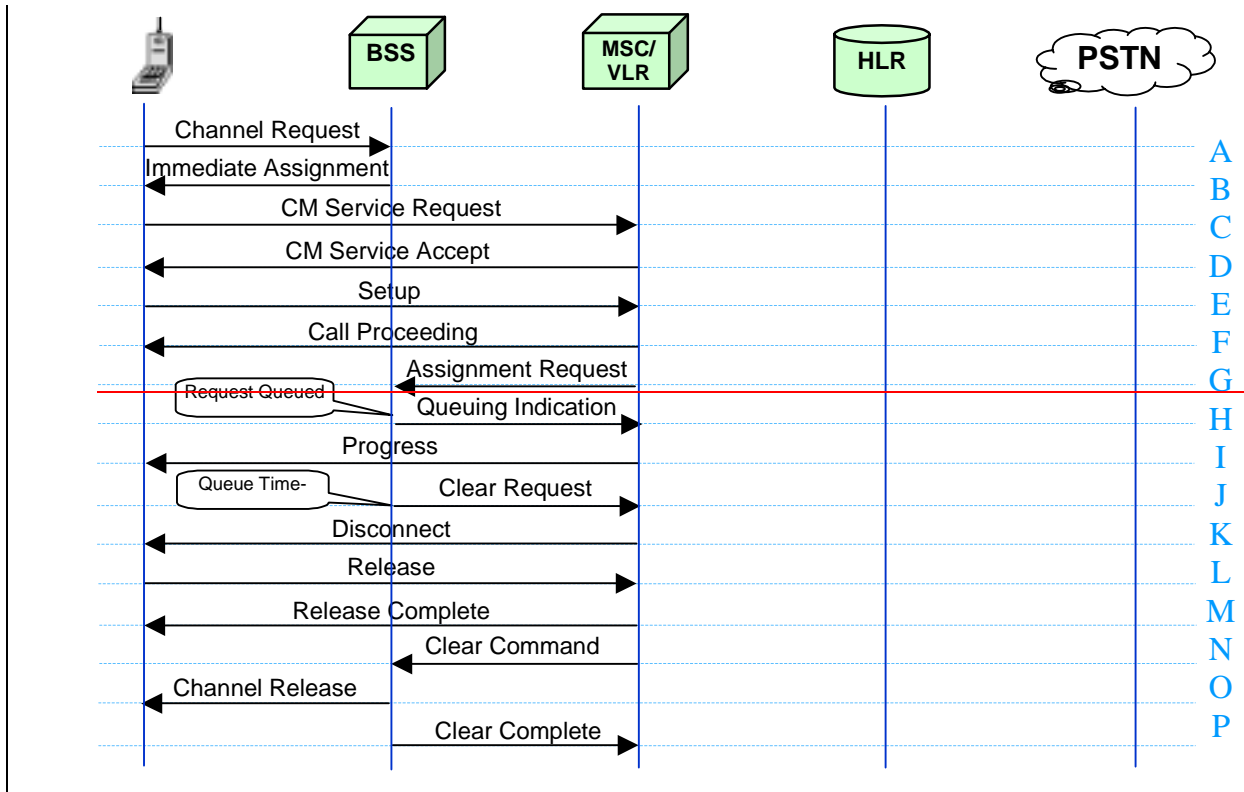 BSS
MSC/
VLR
HLR
PSTN
Channel Request
A
Immediate Assignment
B
CM Service Request
C
CM Service Accept
D
Setup
E
Call Proceeding
F
Assignment Request
G
Request Queued
Queuing Indication
H
Progress
I
Queue Time-
Clear Request
J
Disconnect
K
Release
L
Release Complete
M
Clear Command
N
Channel Release
O
Clear Complete
P